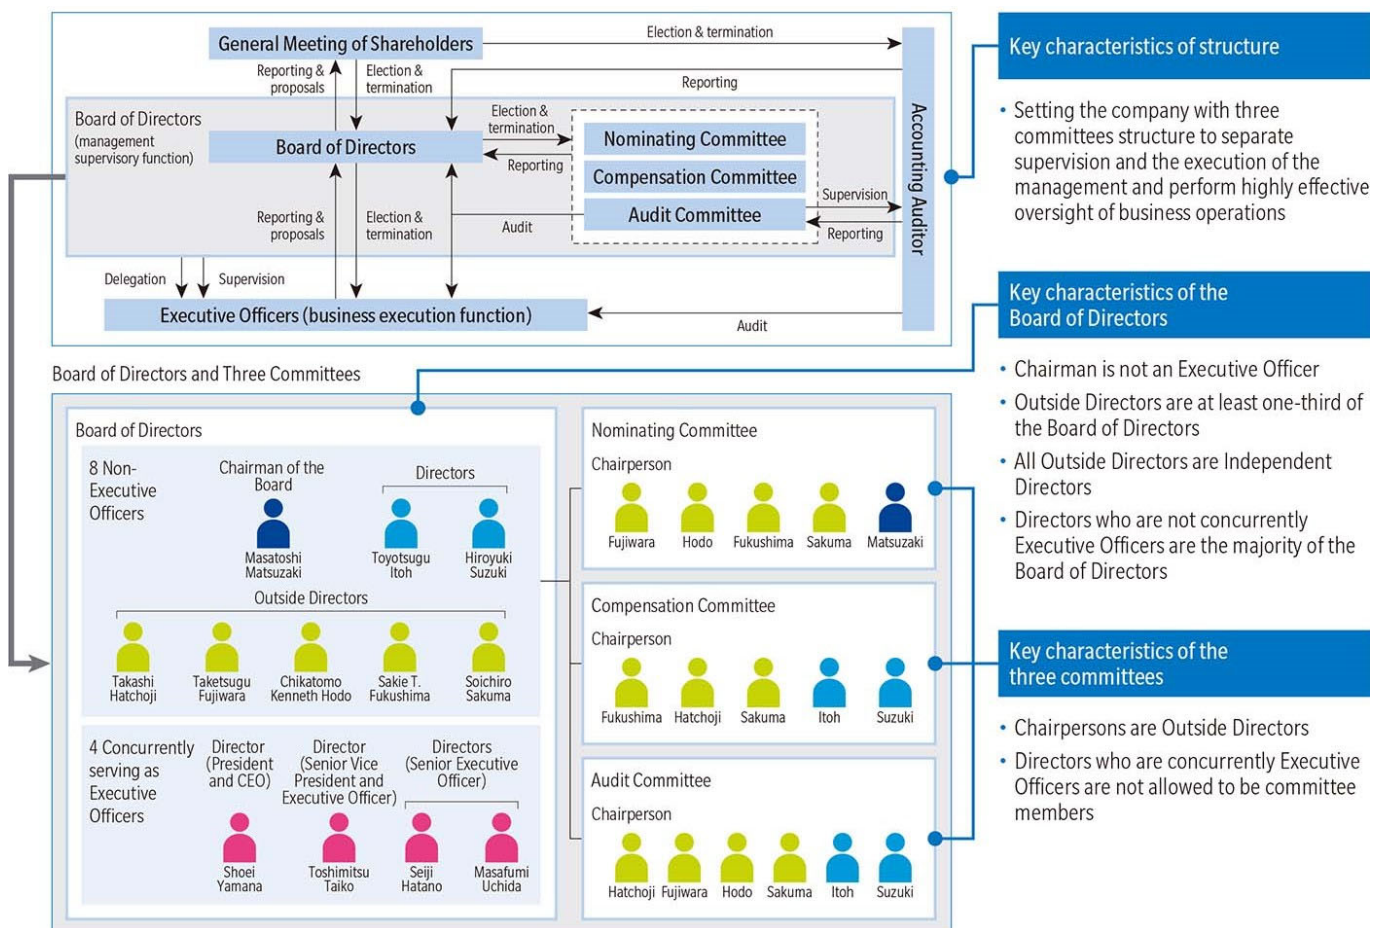 General Meeting of Shareholders
Election & termination
Reporting & proposals
Election & termination
Reporting
Board of Directors
(management
supervisory function)
Board of Directors
Election &
termination
Reporting
Nominating Committee
Compensation Committee
Audit Committee
Supervision
Reporting
Audit
Reporting &
proposals
Election &
termination
Accounting Auditor
Delegation
Supervision
Executive Officers (business execution function)
Audit
Key characteristics of structure
• Setting the company with three
committees structure to separate
supervision and the execution of the
management and perform highly effective
oversight of business operations
Key characteristics of the
Board of Directors
• Chairman is not an Executive Officer
• Outside Directors are at least one-third of
the Board of Directors
• All Outside Directors are Independent
Directors
• Directors who are not concurrently
Executive Officers are the majority of the
Board of Directors
Key characteristics of the
three committees
• Chairpersons are Outside Directors
• Directors who are concurrently Executive
Officers are not allowed to be committee
members
Board of Directors and Three Committees
Board of Directors
8 Non-
Executive
Officers
Chairman of the
Board
Directors
Masatoshi
Matsuzaki
Toyotsugu
Itoh
Hiroyuki
Suzuki
Outside Directors
Takashi
Hatchoji
Taketsugu
Fujiwara
Chikatomo
Kenneth Hodo
Sakie T.
Fukushima
Soichiro
Sakuma
4 Concurrently
serving as
Executive
Officers
Director
(President
and CEO)
Director
(Senior Vice
President and
Executive Officer)
Directors
(Senior Executive
Officer)
Shoei
Yamana
Toshimitsu
Taiko
Seiji
Hatano
Masafumi
Uchida
Nominating Committee
Chairperson
Fujiwara Hodo Fukushima Sakuma Matsuzaki
Compensation Committee
Chairperson
Fukushima Hatchoji Sakuma Itoh Suzuki
Audit Committee
Chairperson
Hatchoji Fujiwara Hodo Sakuma Itoh Suzuki